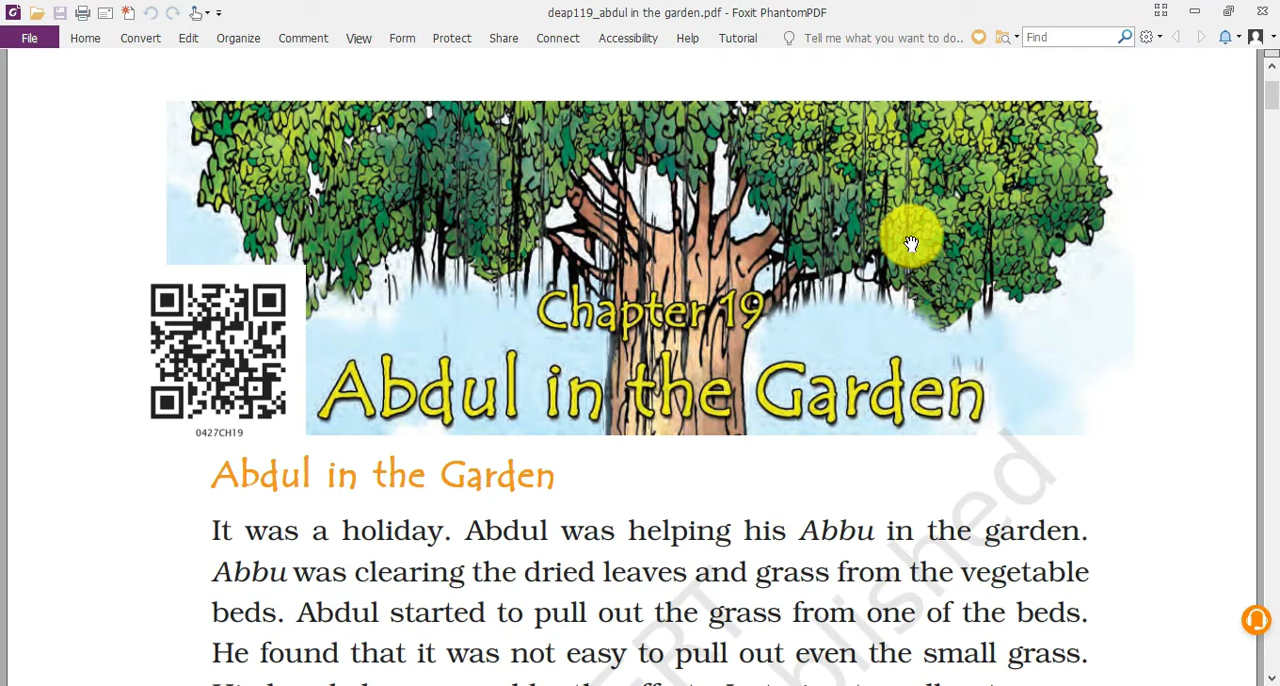 deap119_abdul in the garden.pdf - Foxit PhantomPDF
File Home Convert Edit Organize Comment View Form Protect Share Connect Accessibility Help Tutorial Tell me what you want to do.. Find
Chapter 19
Abdul in the Garden
0427CH19
Abdul in the Garden
It was a holiday. Abdul was helping his Abbu in the garden.
Abbu was clearing the dried leaves and grass from the vegetable
beds. Abdul started to pull out the grass from one of the beds.
He found that it was not easy to pull out even the small grass.